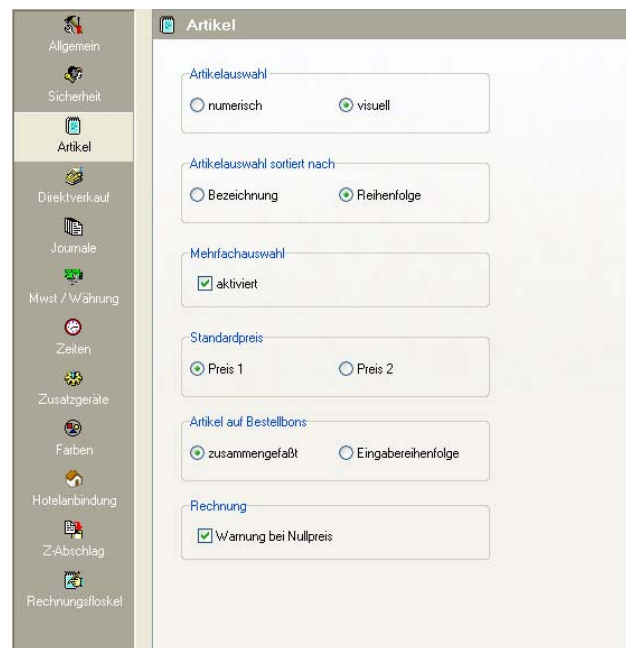 Allgemein
Sicherheit
Artikel
Direktverkauf
Journale
Mwst / Währung
Zeiten
Zusatzgeräte
Farben
Hotelanbindung
Z-Abschlag
Rechnungsfloskel
Artikel
Artikelauswahl
numerisch visuell
Artikelauswahl sortiert nach
Bezeichnung Reihenfolge
Mehrfachauswahl
aktiviert
Standardpreis
Preis 1 Preis 2
Artikel auf Bestellbons
zusammengefaßt Eingabereihenfolge
Rechnung
Warnung bei Nullpreis